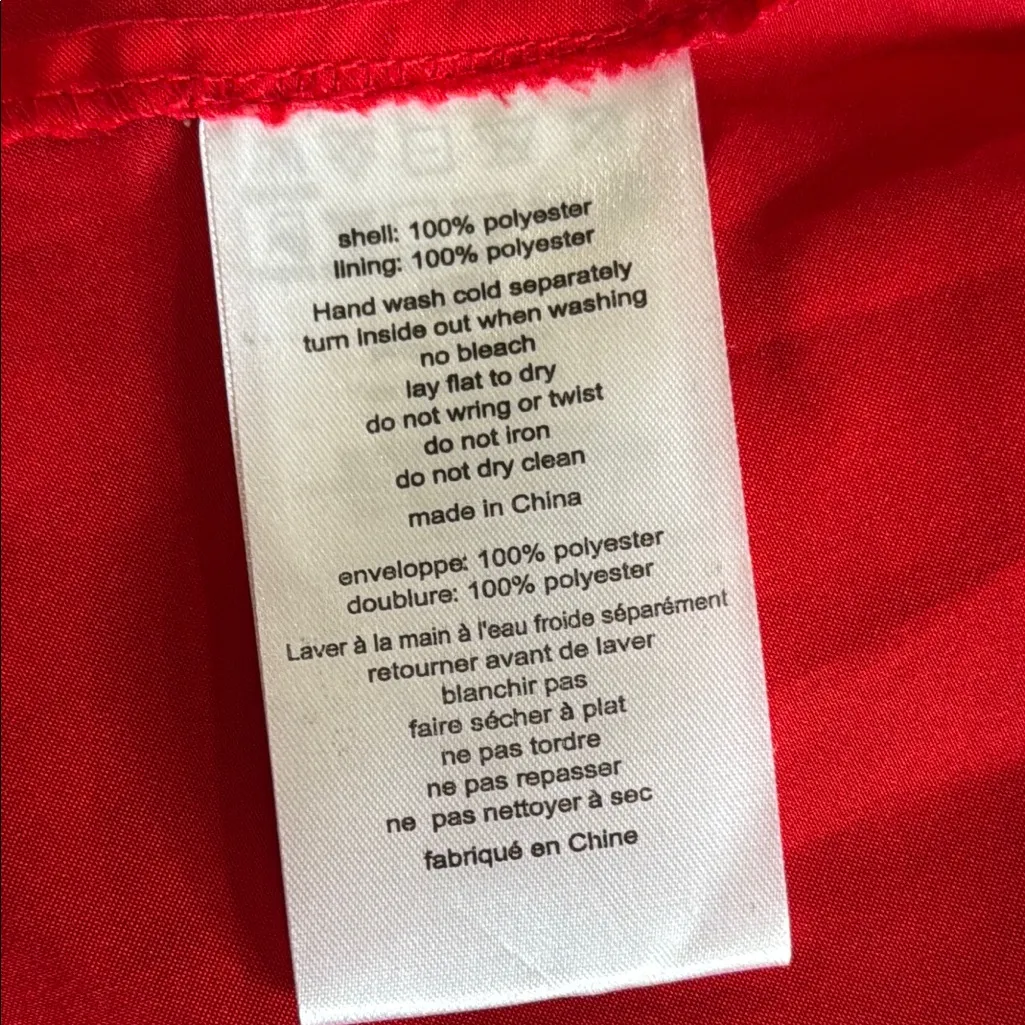 shell: 100% polyester
lining: 100% polyester
Hand wash cold separately
turn inside out when washing
no bleach
lay flat to dry
do not wring or twist
do not iron
do not dry clean
made in China
enveloppe: 100% polyester
doublure: 100% polyester
Laver à la main à l'eau froide séparément
retourner avant de laver
blanchir pas
faire sécher à plat
ne pas tordre
ne pas repasser
ne pas nettoyer à sec
fabriqué en Chine